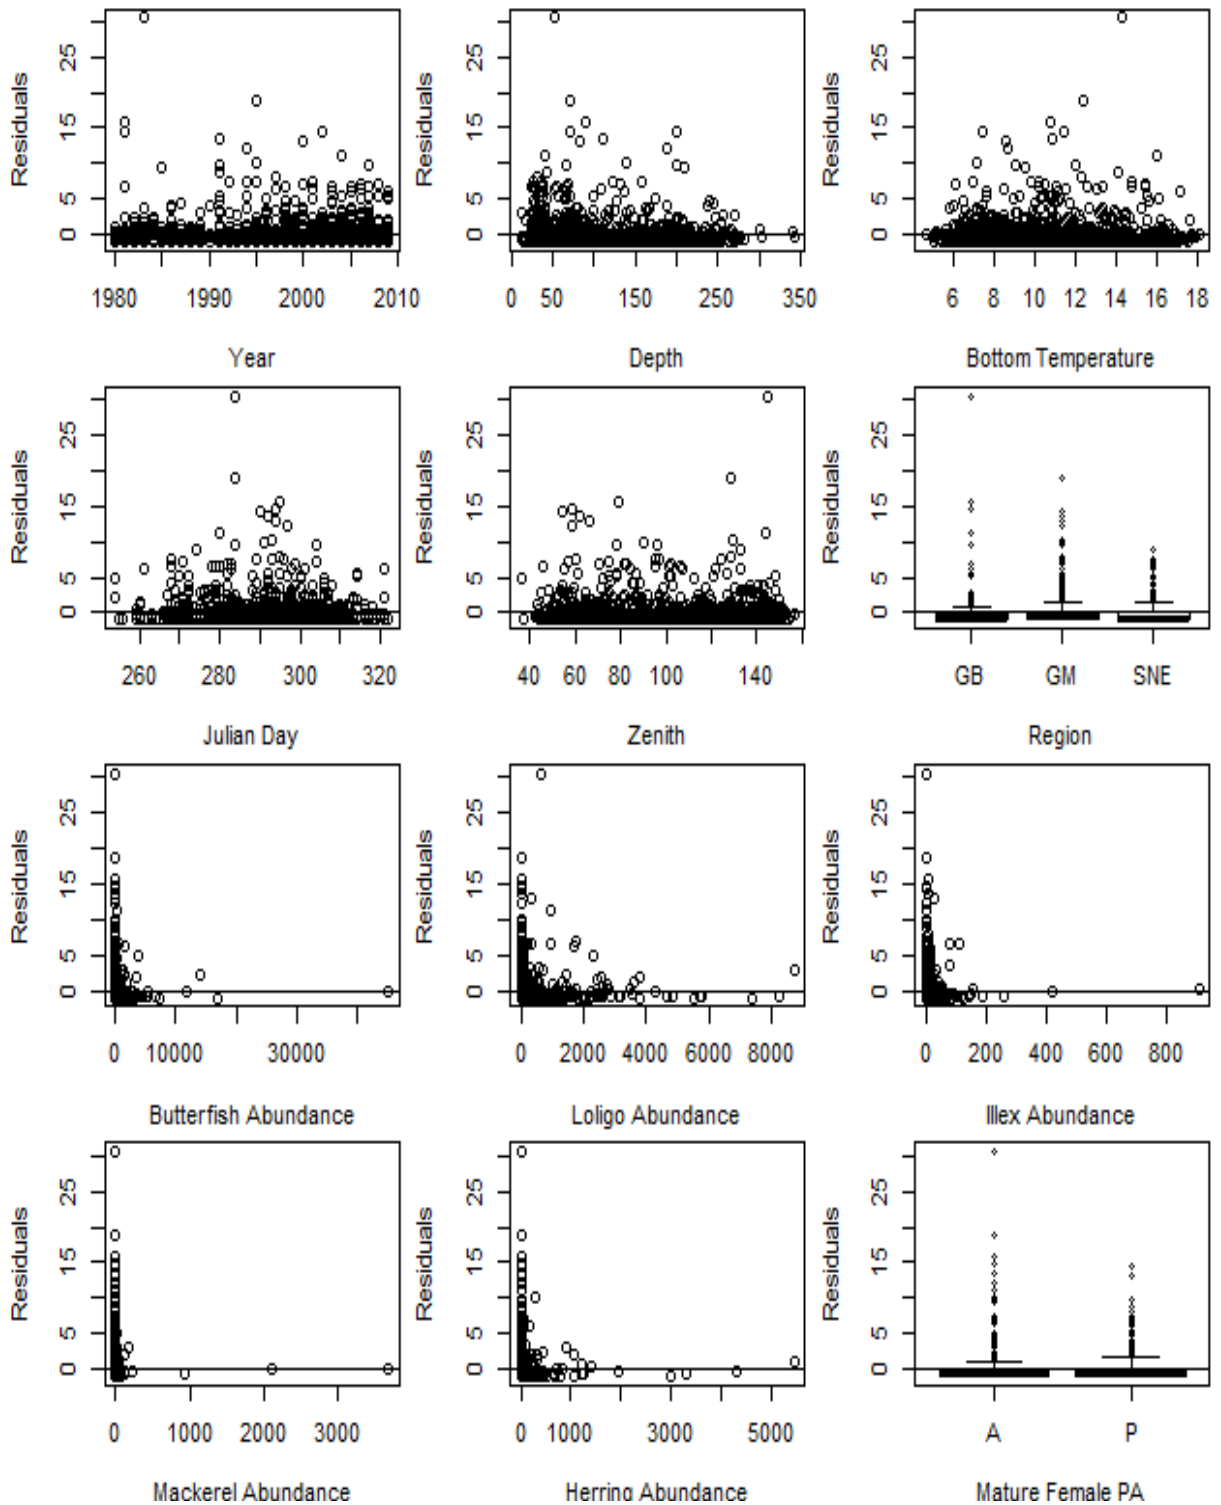 Residuals 0 5 15 25
1980 1990 2000 2010
Year
Residuals 0 5 15 25
0 50 150 250 350
Depth
Residuals 0 5 15 25
6 8 10 12 14 16 18
Bottom Temperature
Residuals 0 5 15 25
260 270 280 290 300 320
Julian Day
Residuals 0 5 15 25
40 60 80 100 140
Zenith
Residuals 0 5 15 25
GB GM SNE
Region
Residuals 0 5 15 25
0 10000 30000
Butterfish Abundance
Residuals 0 5 15 25
0 2000 4000 6000 8000
Loligo Abundance
Residuals 0 5 15 25
0 200 400 600 800
Illex Abundance
Residuals 0 5 15 25
0 1000 2000 3000
Mackerel Abundance
Residuals 0 5 15 25
0 1000 3000 5000
Herring Abundance
Residuals 0 5 15 25
A P
Mature Female PA